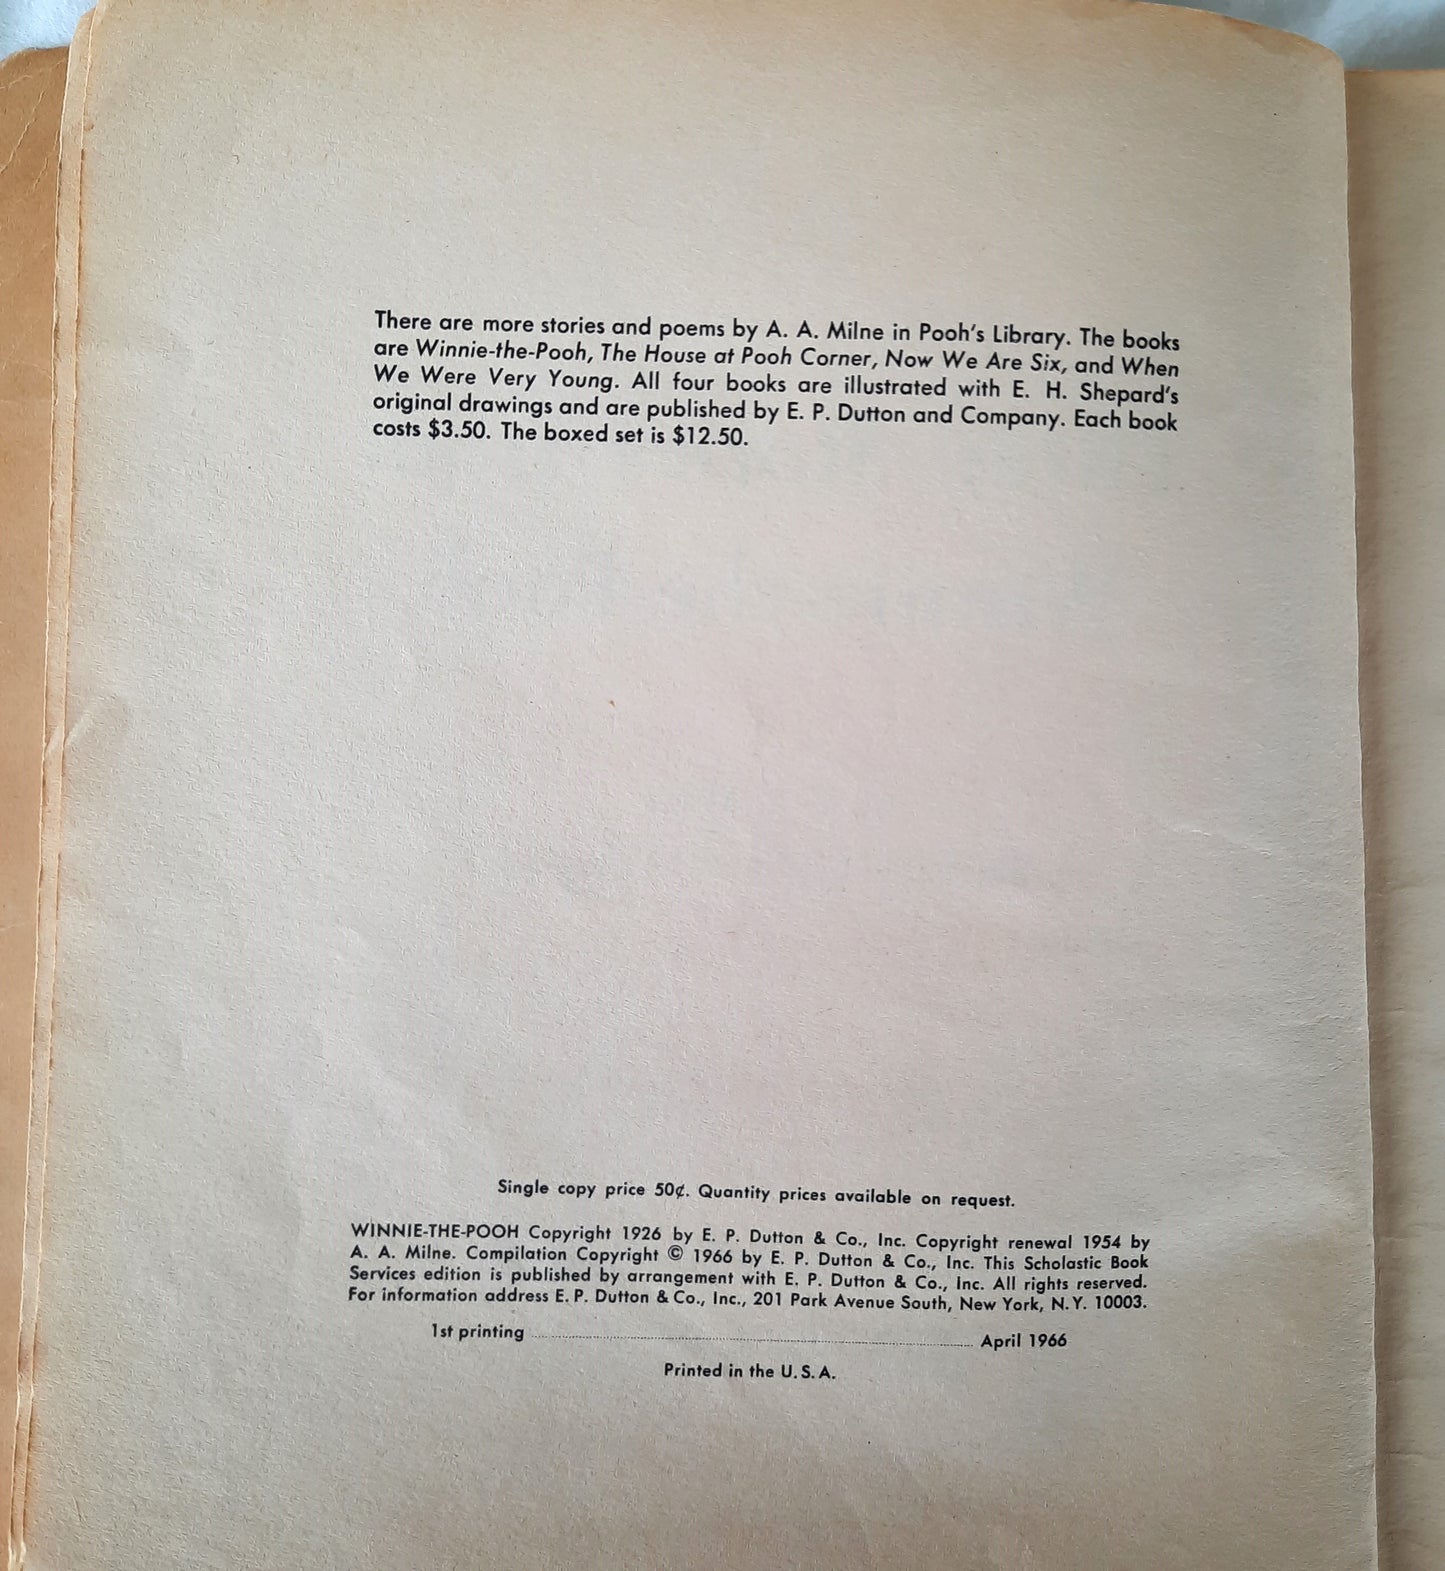 There are more stories and poems by A. A. Milne in Pooh's Library. The books
are Winnie-the-Pooh, The House at Pooh Corner, Now We Are Six, and When
We Were Very Young. All four books are illustrated with E. H. Shepard's
original drawings and are published by E. P. Dutton and Company. Each book
costs $3.50. The boxed set is $12.50.
Single copy price 50¢. Quantity prices available on request.
WINNIE-THE-POOH Copyright 1926 by E. P. Dutton & Co., Inc. Copyright renewal 1954 by
A. A. Milne. Compilation Copyright © 1966 by E. P. Dutton & Co., Inc. This Scholastic Book
Services edition is published by arrangement with E. P. Dutton & Co., Inc. All rights reserved.
For information address E. P. Dutton & Co., Inc., 201 Park Avenue South, New York, N. Y. 10003.
1st printing ........................................ April 1966
Printed in the U. S. A.